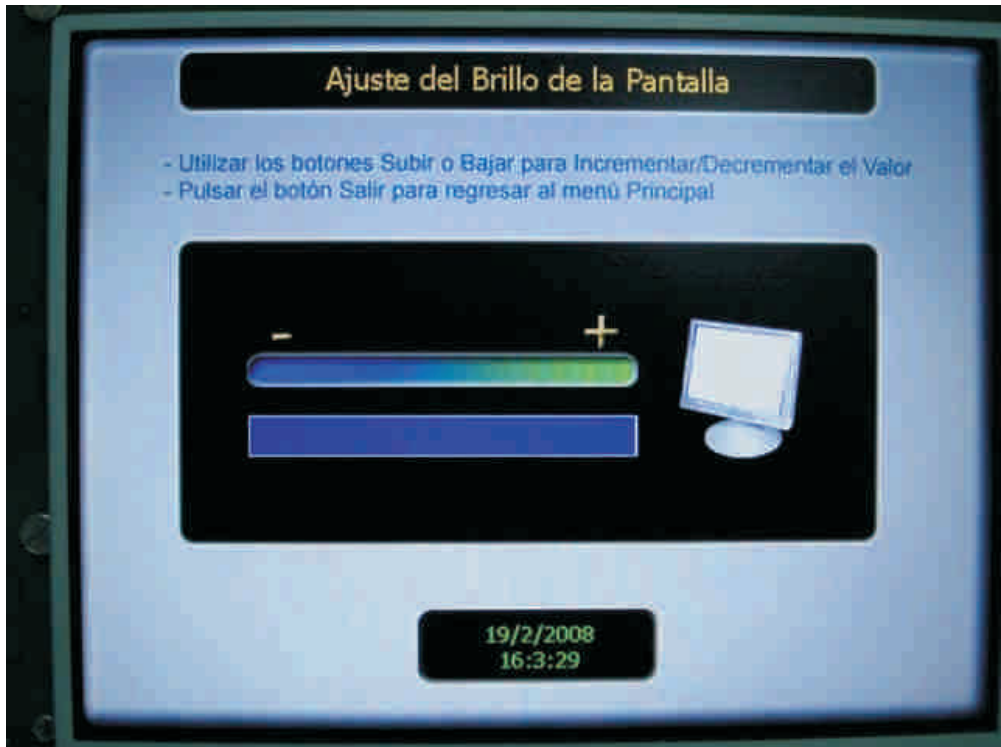 Ajuste del Brillo de la Pantalla
- Utilizar los botones Subir o Bajar para Incrementar/Decrementar el Valor
- Pulsar el botón Salir para regresar al menú Principal
- +
19/2/2008
16:3:29